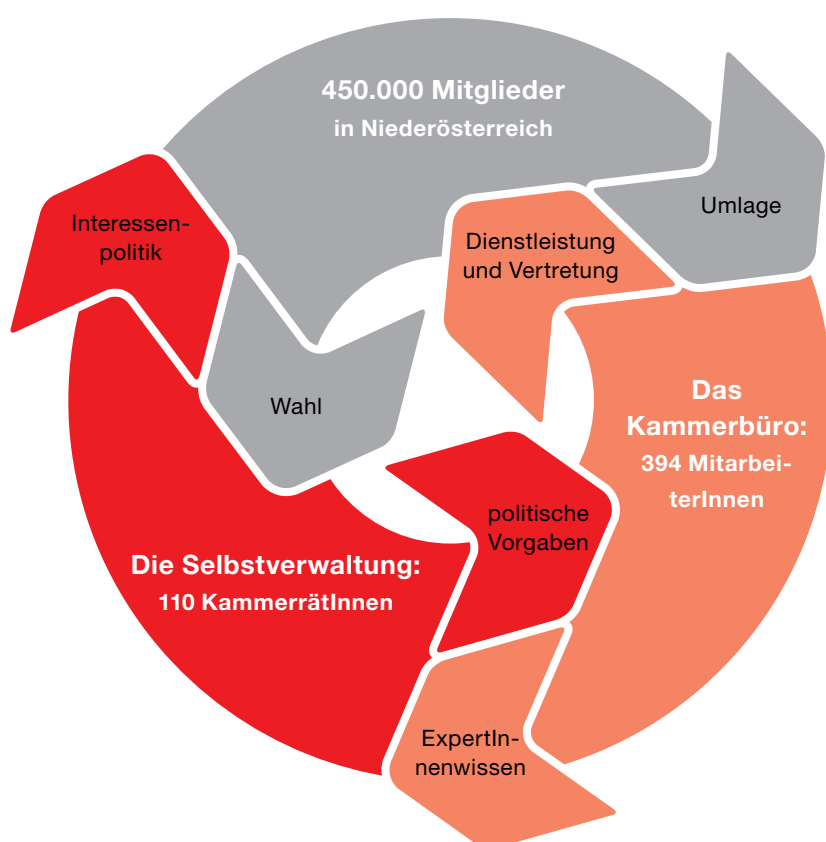 450.000 Mitglieder
in Niederösterreich
Umlage
Interessen-
politik
Dienstleistung
und Vertretung
Wahl
Das
Kammerbüro:
394 Mitarbei-
terInnen
politische
Vorgaben
Die Selbstverwaltung:
110 KammerrätInnen
ExpertIn-
nenwissen